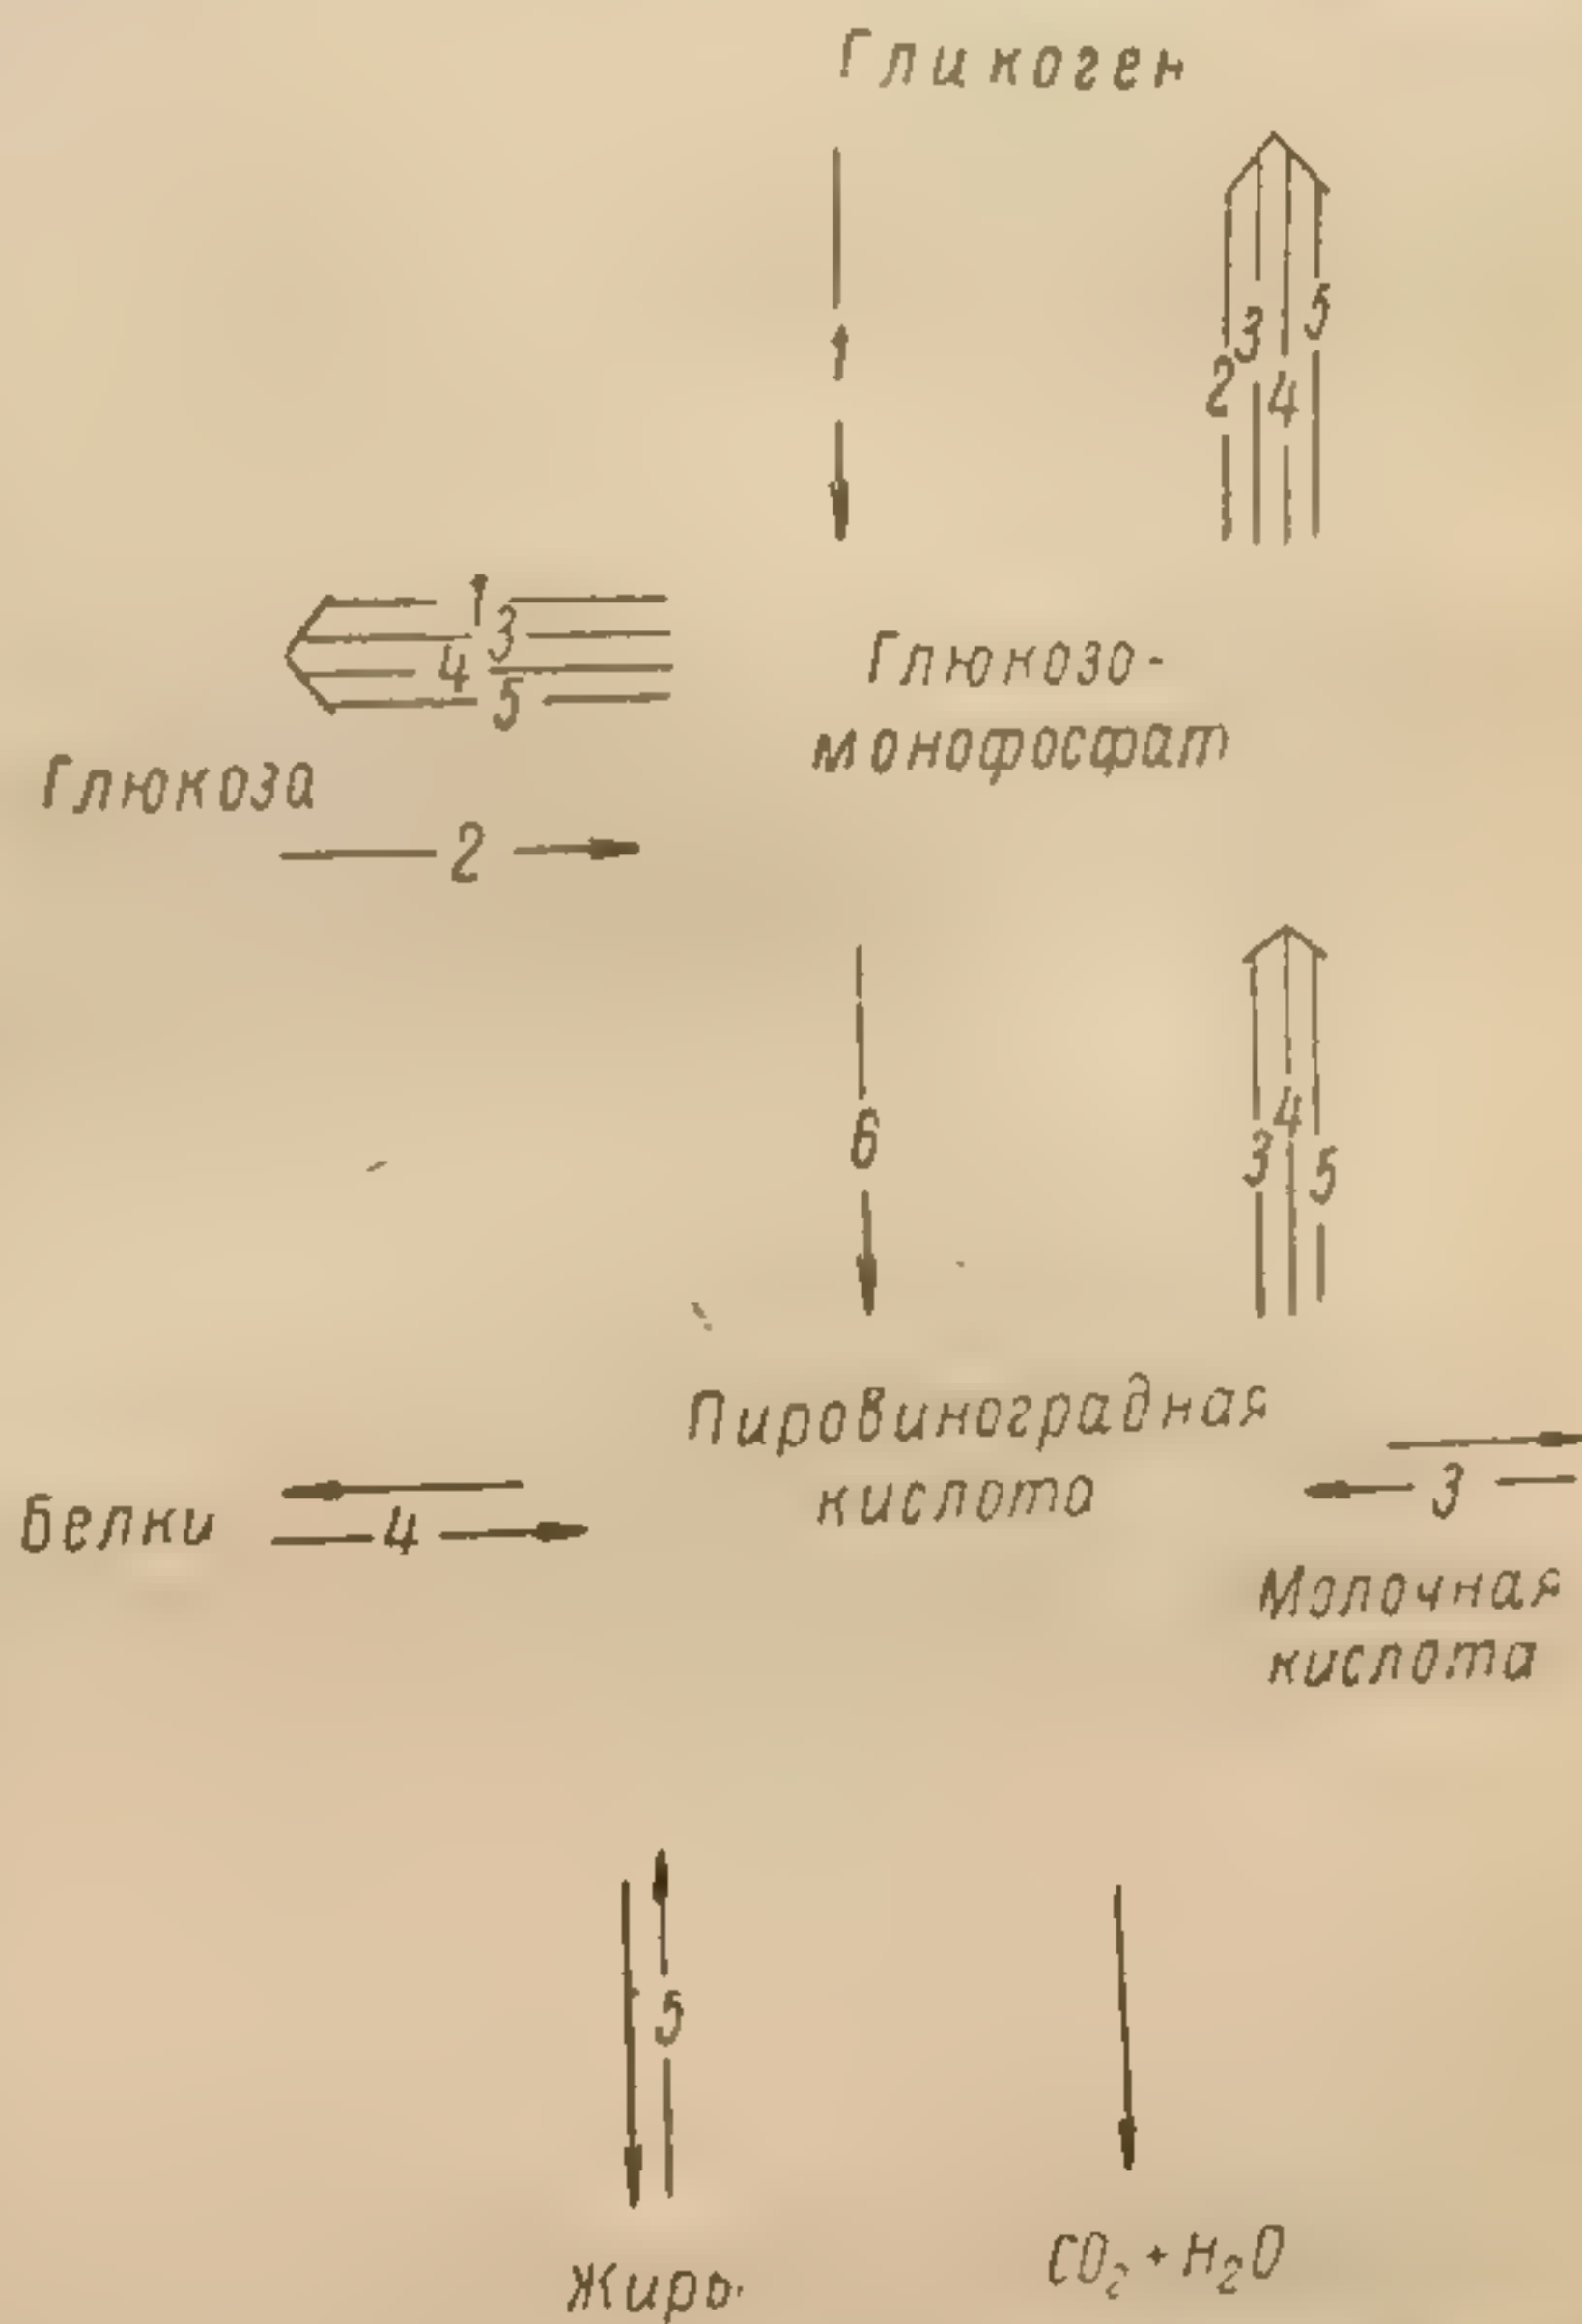 Гликоген
1
5
3
2 4
1
3
4
5
Глюкозо-
монофосфат
Глюкоза
2
6
4
3 5
Пировиноградная
кислота
3
Белки
4
Молочная
кислота
5
CO₂ + H₂O
Жиры